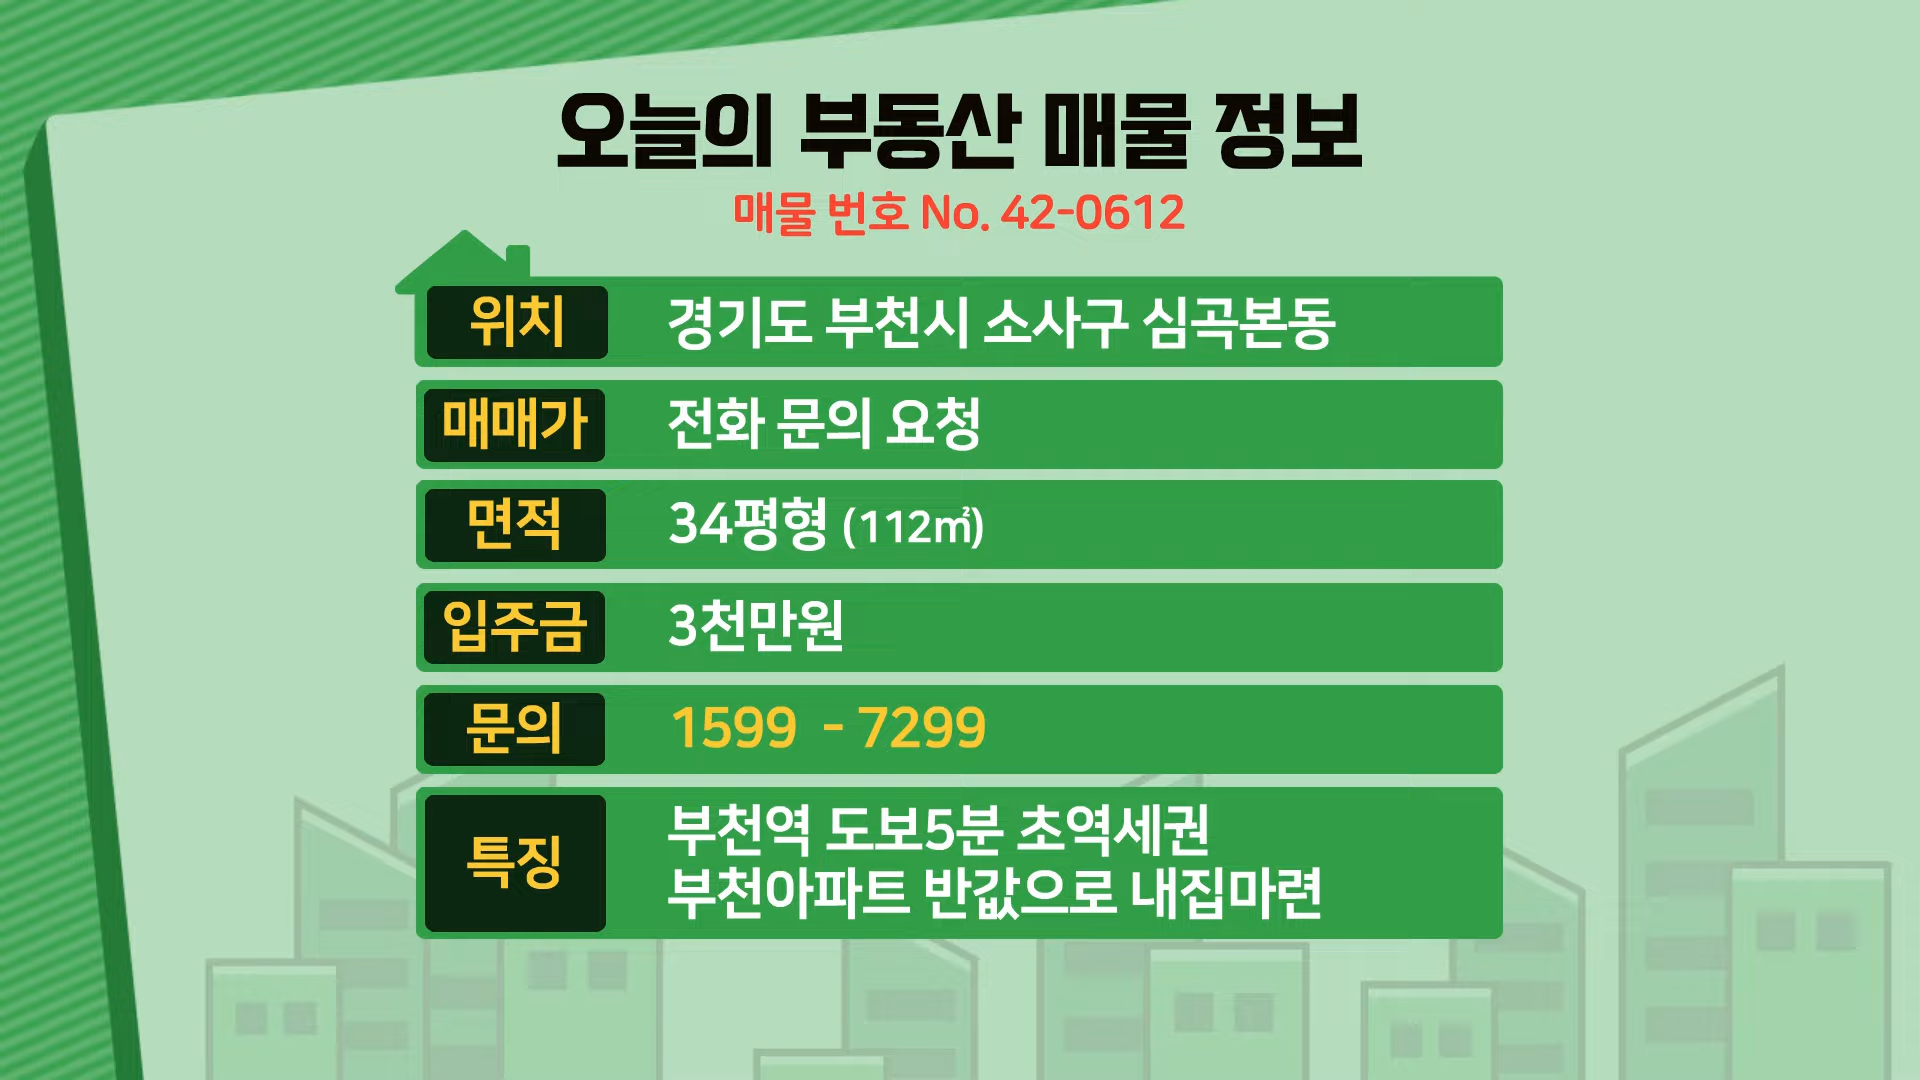 오늘의 부동산 매물 정보
매물 번호 No. 42-0612
위치 경기도 부천시 소사구 심곡본동
매매가 전화 문의 요청
면적 34평형 (112㎡)
입주금 3천만원
문의 1599 - 7299
특징 부천역 도보5분 초역세권
부천아파트 반값으로 내집마련